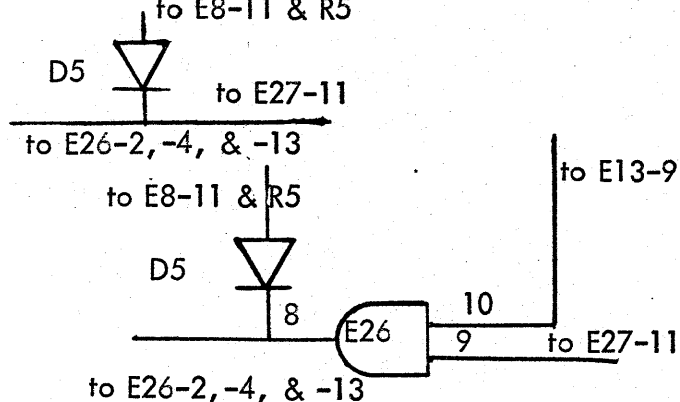 to E8-11 & R5
D5
to E27-11
to E26-2,-4, & -13
to E8-11 & R5
to E13-9
D5
8
10
E26
9
to E27-11
to E26-2,-4, & -13